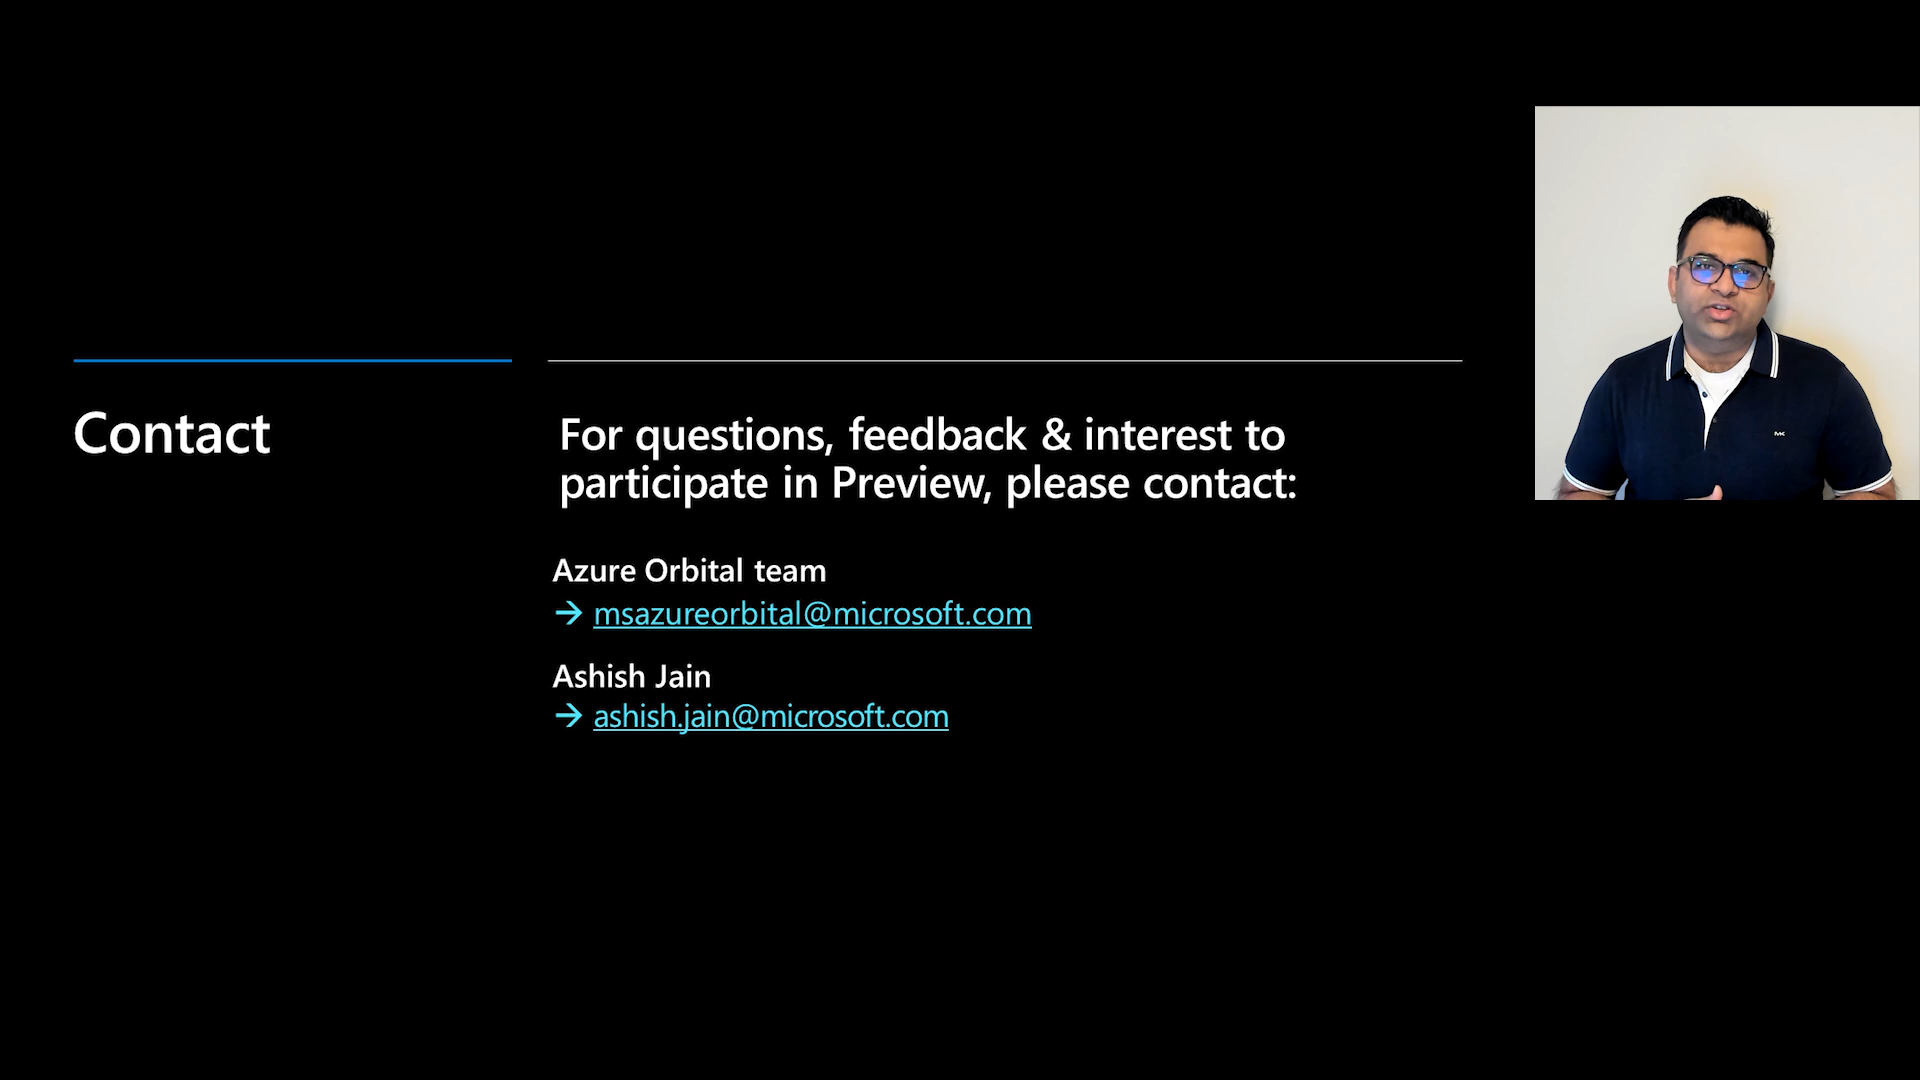 Contact
For questions, feedback & interest to
participate in Preview, please contact:
Azure Orbital team
→ msazureorbital@microsoft.com
Ashish Jain
→ ashish.jain@microsoft.com
MK